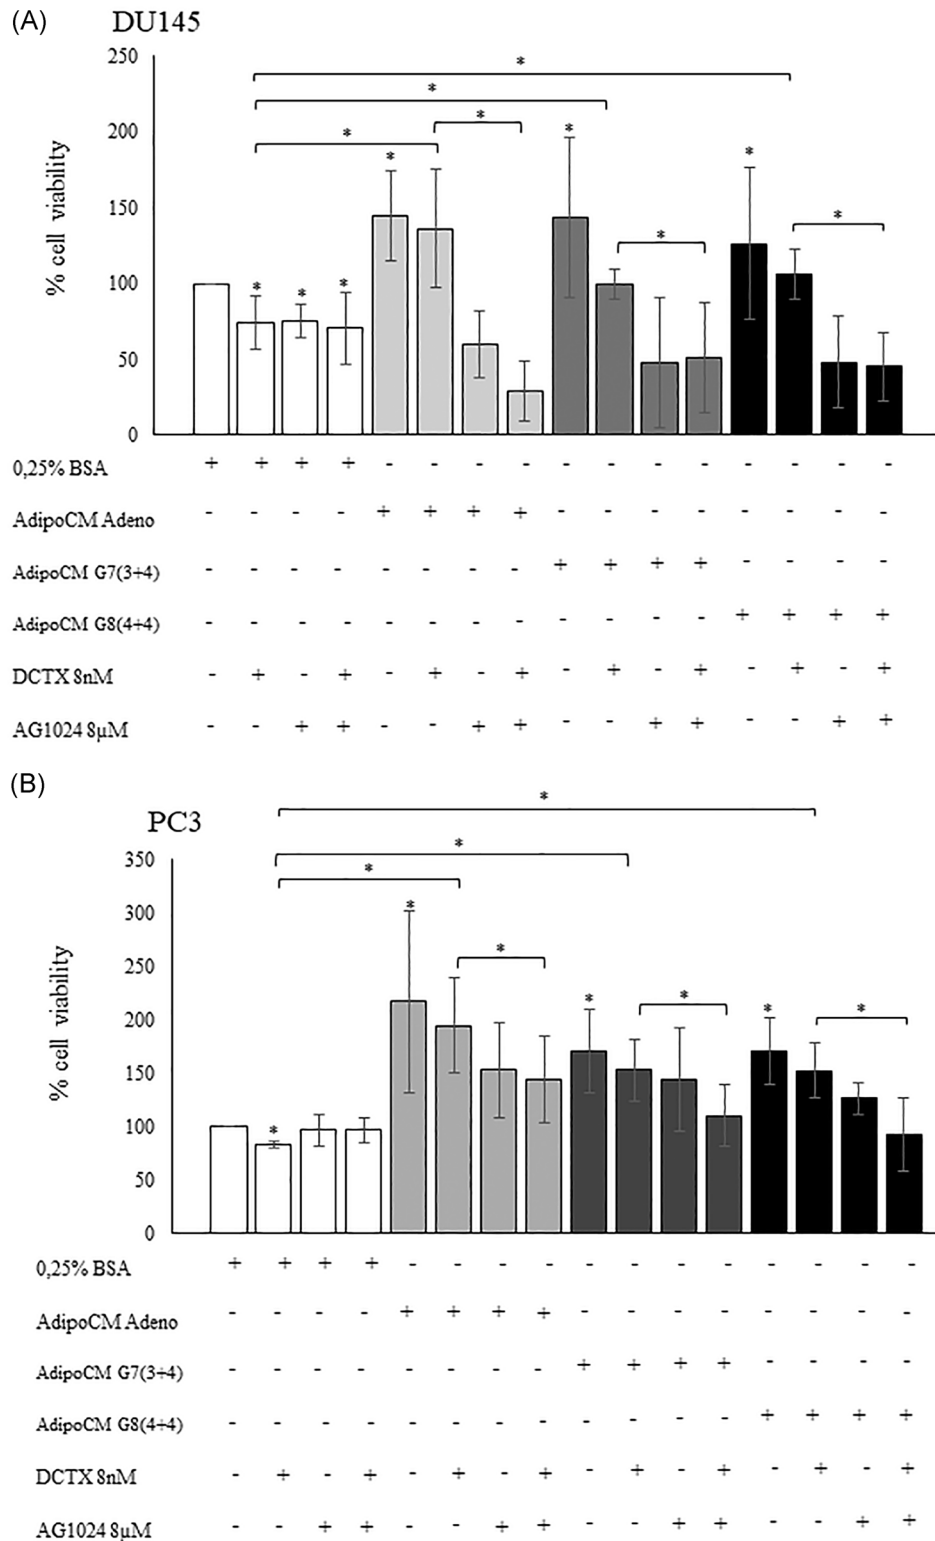 (A)
DU145
250
200
150
100
50
0
% cell viability
* * * * * * * * * * * *
0,25% BSA + + + + - - - - - - - - - - - -
AdipoCM Adeno - - - - + + + + - - - - - - - -
AdipoCM G7(3+4) - - - - - - - - + + + + - - - -
AdipoCM G8(4+4) - - - - - - - - - - - - + + + +
DCTX 8nM - + - + - + - + - + - + - + - +
AG1024 8µM - - + + - - + + - - + + - - + +
(B)
PC3
350
300
250
200
150
100
50
0
% cell viability
* * * * * * * * * *
0,25% BSA + + + + - - - - - - - - - - - -
AdipoCM Adeno - - - - + + + + - - - - - - - -
AdipoCM G7(3+4) - - - - - - - - + + + + - - - -
AdipoCM G8(4+4) - - - - - - - - - - - - + + + +
DCTX 8nM - + - + - + - + - + - + - + - +
AG1024 8µM - - + + - - + + - - + + - - + +